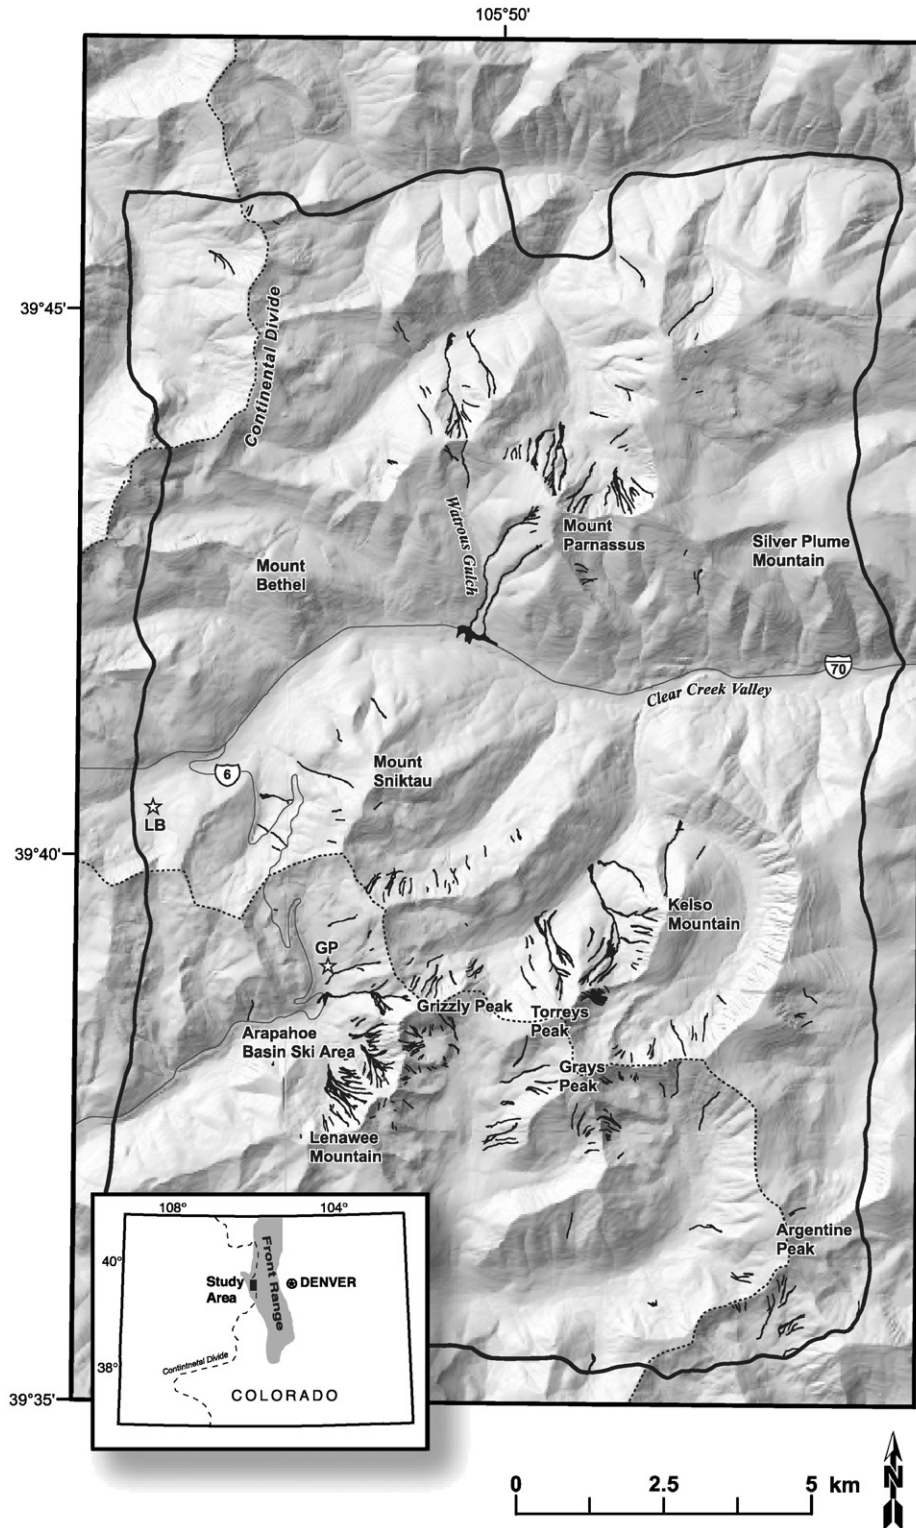 105°50'
39°45'
Continental Divide
Watrous Gulch
Mount
Parnassus
Silver Plume
Mountain
Mount
Bethel
70
Clear Creek Valley
Mount
Sniktau
6
LB
39°40'
Kelso
Mountain
GP
Grizzly Peak
Torreys
Peak
Arapahoe
Basin Ski Area
Grays
Peak
Lenawee
Mountain
Argentine
Peak
108°
104°
40°
Front Range
Study
Area
DENVER
38°
Contintnetal Divide
COLORADO
39°35'
0 2.5 5 km
N